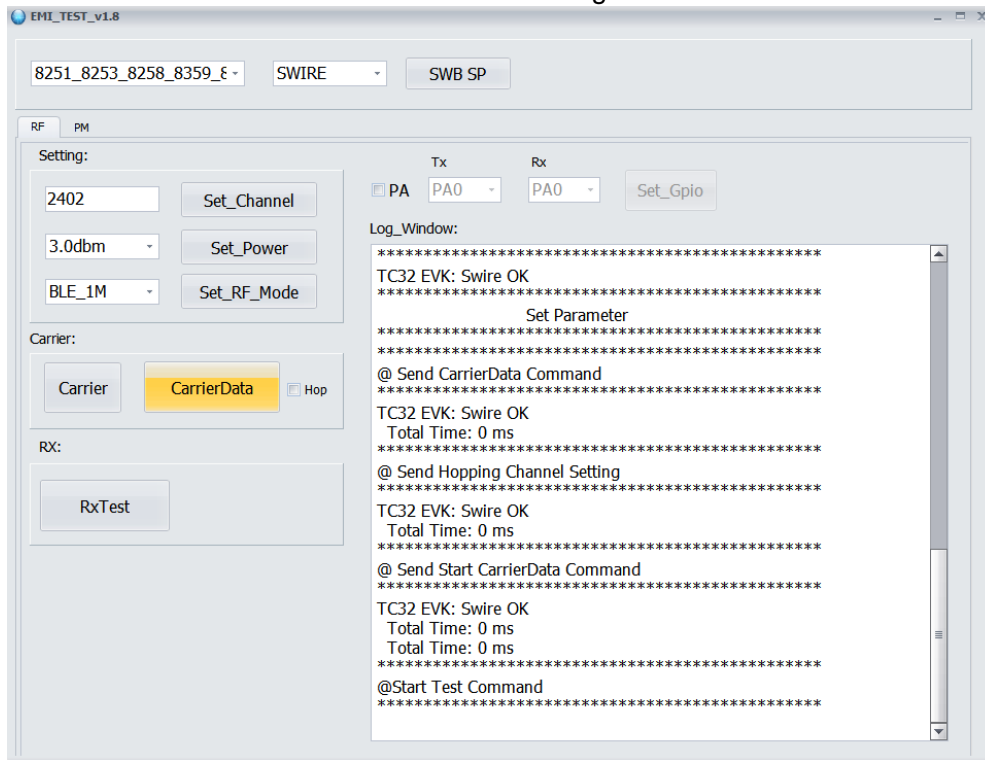 EMI_TEST_v1.8
8251_8253_8258_8359_8
SWIRE
SWB SP
RF PM
Setting:
2402 Set_Channel
3.0dbm Set_Power
BLE_1M Set_RF_Mode
Carrier:
Carrier CarrierData Hop
RX:
RxTest
Tx Rx
PA PA0 PA0 Set_Gpio
Log_Window:
************************************************
TC32 EVK: Swire OK
************************************************
Set Parameter
************************************************
************************************************
@ Send CarrierData Command
************************************************
TC32 EVK: Swire OK
Total Time: 0 ms
************************************************
@ Send Hopping Channel Setting
************************************************
TC32 EVK: Swire OK
Total Time: 0 ms
************************************************
@ Send Start CarrierData Command
************************************************
TC32 EVK: Swire OK
Total Time: 0 ms
Total Time: 0 ms
************************************************
@Start Test Command
************************************************